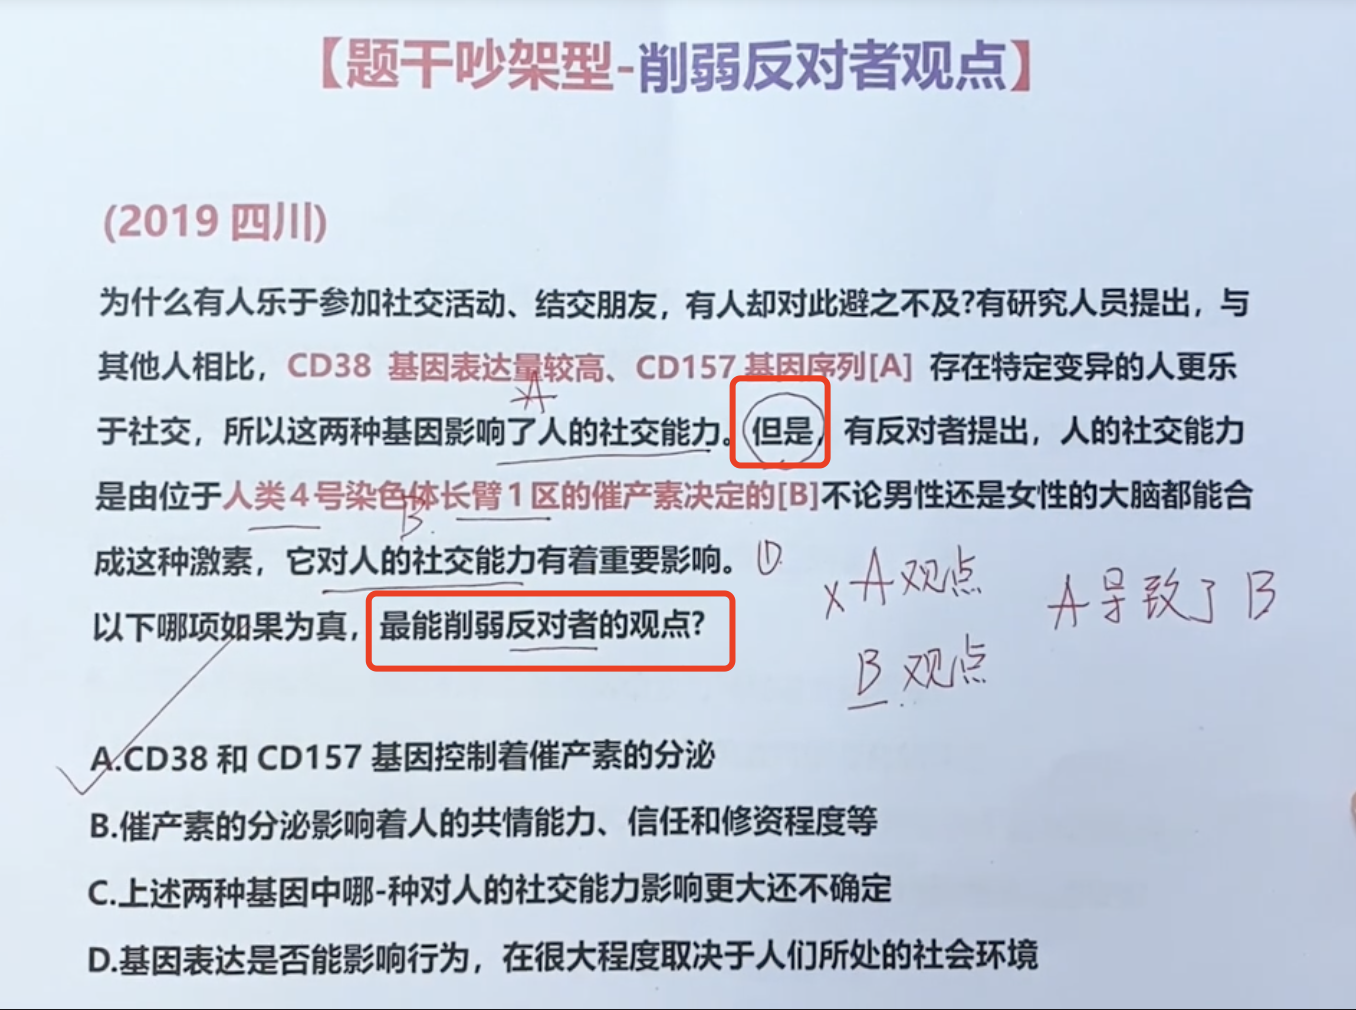 【题干吵架型-削弱反对者观点】
(2019 四川)
为什么有人乐于参加社交活动、结交朋友，有人却对此避之不及?有研究人员提出，与
其他人相比，CD38 基因表达量较高、CD157 基因序列[A] 存在特定变异的人更乐
A
于社交，所以这两种基因影响了人的社交能力。但是，有反对者提出，人的社交能力
是由位于人类4号染色体长臂1区的催产素决定的[B]不论男性还是女性的大脑都能合
B.
成这种激素，它对人的社交能力有着重要影响。①
x A观点 A导致了B
以下哪项如果为真，最能削弱反对者的观点?
B 观点
A.CD38 和 CD157 基因控制着催产素的分泌
B.催产素的分泌影响着人的共情能力、信任和修资程度等
C.上述两种基因中哪-种对人的社交能力影响更大还不确定
D.基因表达是否能影响行为，在很大程度取决于人们所处的社会环境